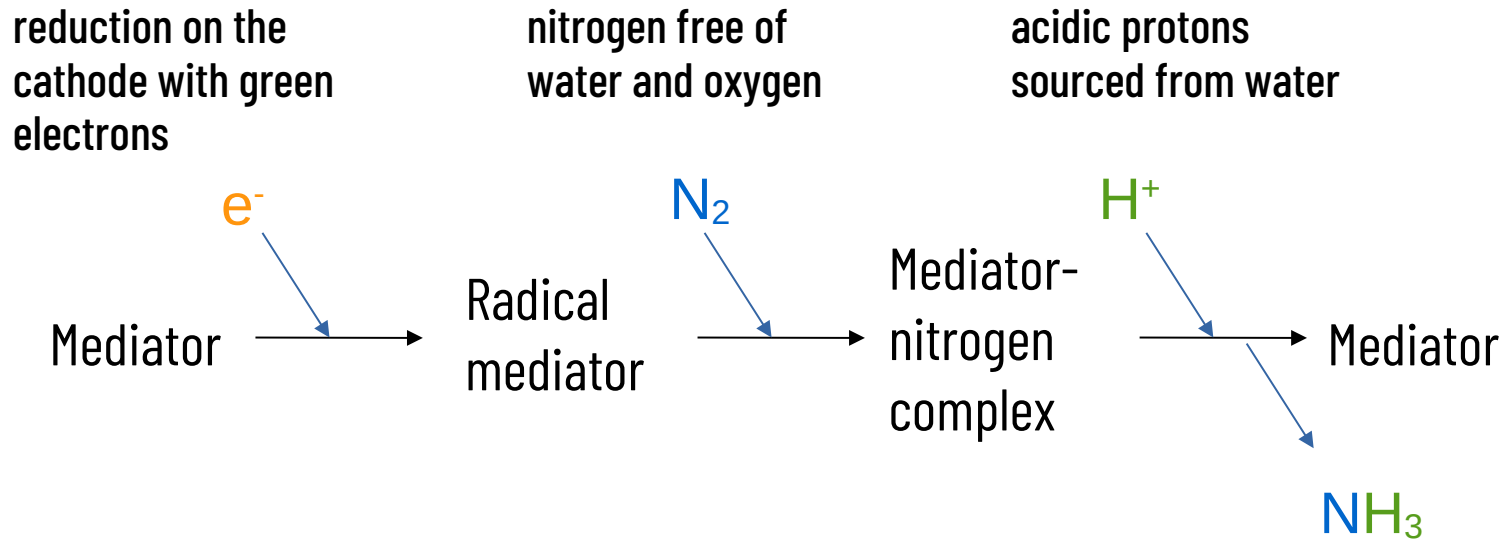 reduction on the
cathode with green
electrons
nitrogen free of
water and oxygen
acidic protons
sourced from water
e⁻
N₂
H⁺
Mediator
Radical
mediator
Mediator-
nitrogen
complex
Mediator
NH₃